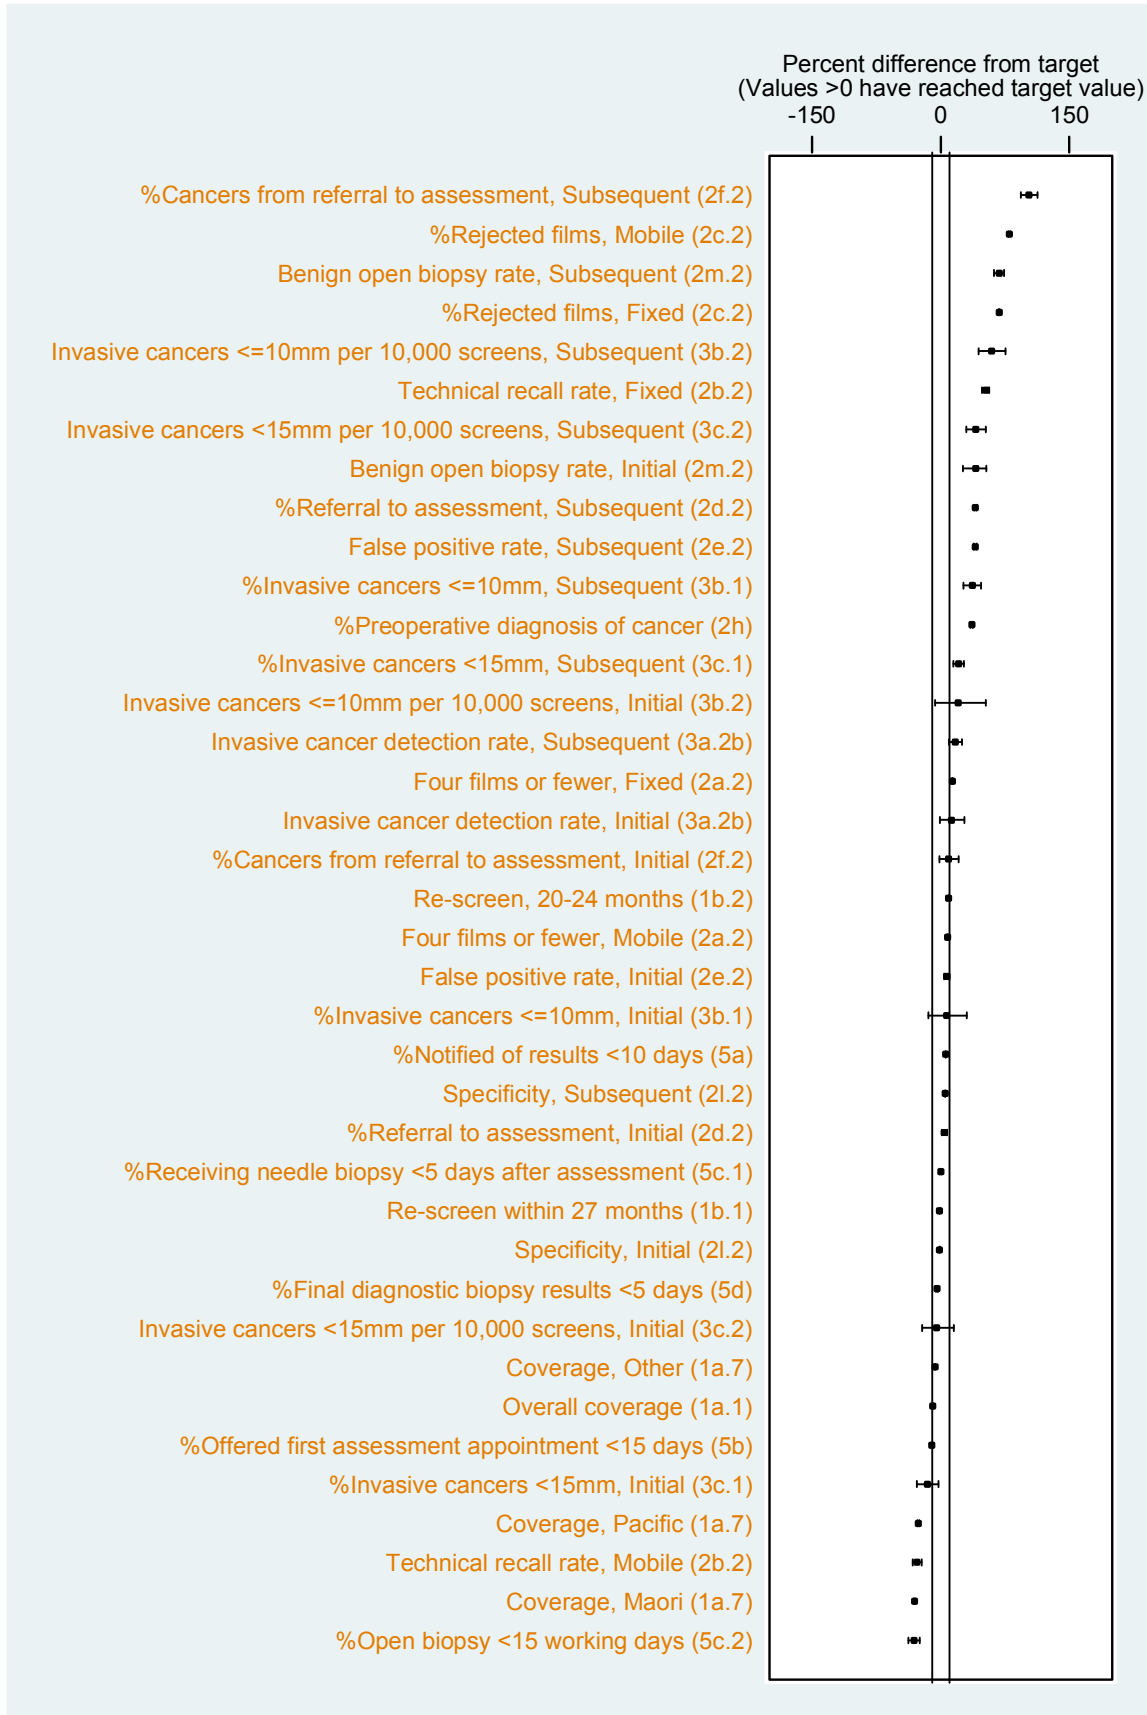 Percent difference from target
(Values >0 have reached target value)
-150 0 150
%Cancers from referral to assessment, Subsequent (2f.2)
%Rejected films, Mobile (2c.2)
Benign open biopsy rate, Subsequent (2m.2)
%Rejected films, Fixed (2c.2)
Invasive cancers <=10mm per 10,000 screens, Subsequent (3b.2)
Technical recall rate, Fixed (2b.2)
Invasive cancers <15mm per 10,000 screens, Subsequent (3c.2)
Benign open biopsy rate, Initial (2m.2)
%Referral to assessment, Subsequent (2d.2)
False positive rate, Subsequent (2e.2)
%Invasive cancers <=10mm, Subsequent (3b.1)
%Preoperative diagnosis of cancer (2h)
%Invasive cancers <15mm, Subsequent (3c.1)
Invasive cancers <=10mm per 10,000 screens, Initial (3b.2)
Invasive cancer detection rate, Subsequent (3a.2b)
Four films or fewer, Fixed (2a.2)
Invasive cancer detection rate, Initial (3a.2b)
%Cancers from referral to assessment, Initial (2f.2)
Re-screen, 20-24 months (1b.2)
Four films or fewer, Mobile (2a.2)
False positive rate, Initial (2e.2)
%Invasive cancers <=10mm, Initial (3b.1)
%Notified of results <10 days (5a)
Specificity, Subsequent (2l.2)
%Referral to assessment, Initial (2d.2)
%Receiving needle biopsy <5 days after assessment (5c.1)
Re-screen within 27 months (1b.1)
Specificity, Initial (2l.2)
%Final diagnostic biopsy results <5 days (5d)
Invasive cancers <15mm per 10,000 screens, Initial (3c.2)
Coverage, Other (1a.7)
Overall coverage (1a.1)
%Offered first assessment appointment <15 days (5b)
%Invasive cancers <15mm, Initial (3c.1)
Coverage, Pacific (1a.7)
Technical recall rate, Mobile (2b.2)
Coverage, Maori (1a.7)
%Open biopsy <15 working days (5c.2)